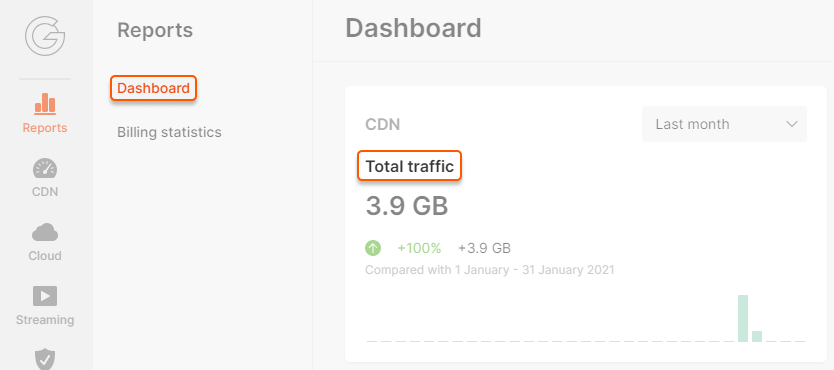 Reports
CDN
Cloud
Streaming
Reports
Dashboard
Billing statistics
Dashboard
CDN
Last month
Total traffic
3.9 GB
+100% +3.9 GB
Compared with 1 January - 31 January 2021